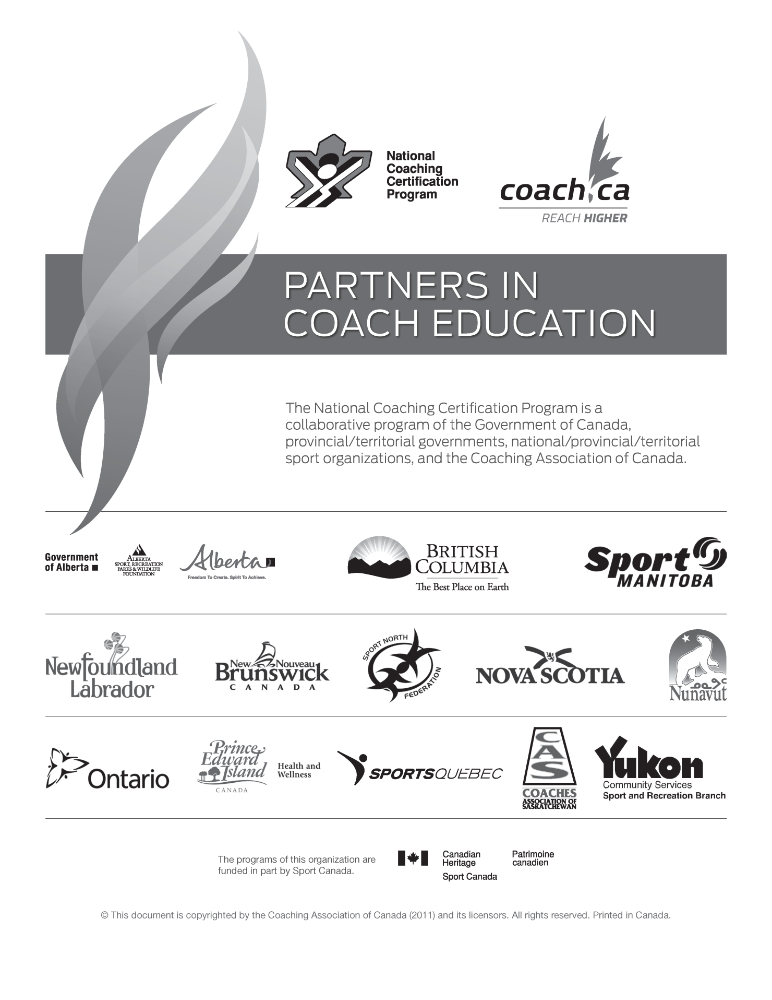 National
Coaching
Certification
Program
coach.ca
REACH HIGHER
PARTNERS IN
COACH EDUCATION
The National Coaching Certification Program is a
collaborative program of the Government of Canada,
provincial/territorial governments, national/provincial/territorial
sport organizations, and the Coaching Association of Canada.
Government
of Alberta
ALBERTA
SPORT, RECREATION
PARKS & WILDLIFE
FOUNDATION
Alberta
Freedom To Create. Spirit To Achieve.
BRITISH
COLUMBIA
The Best Place on Earth
Sport
MANITOBA
Newfoundland
Labrador
New Nouveau
Brunswick
CANADA
SPORT NORTH
FEDERATION
NOVA SCOTIA
ᓄᓇᕗᑦ
Nunavut
Ontario
Prince
Edward
Island
CANADA
Health and
Wellness
SPORTSQUÉBEC
CAS
COACHES
ASSOCIATION OF
SASKATCHEWAN
Yukon
Community Services
Sport and Recreation Branch
The programs of this organization are
funded in part by Sport Canada.
Canadian
Heritage
Sport Canada
Patrimoine
canadien
© This document is copyrighted by the Coaching Association of Canada (2011) and its licensors. All rights reserved. Printed in Canada.